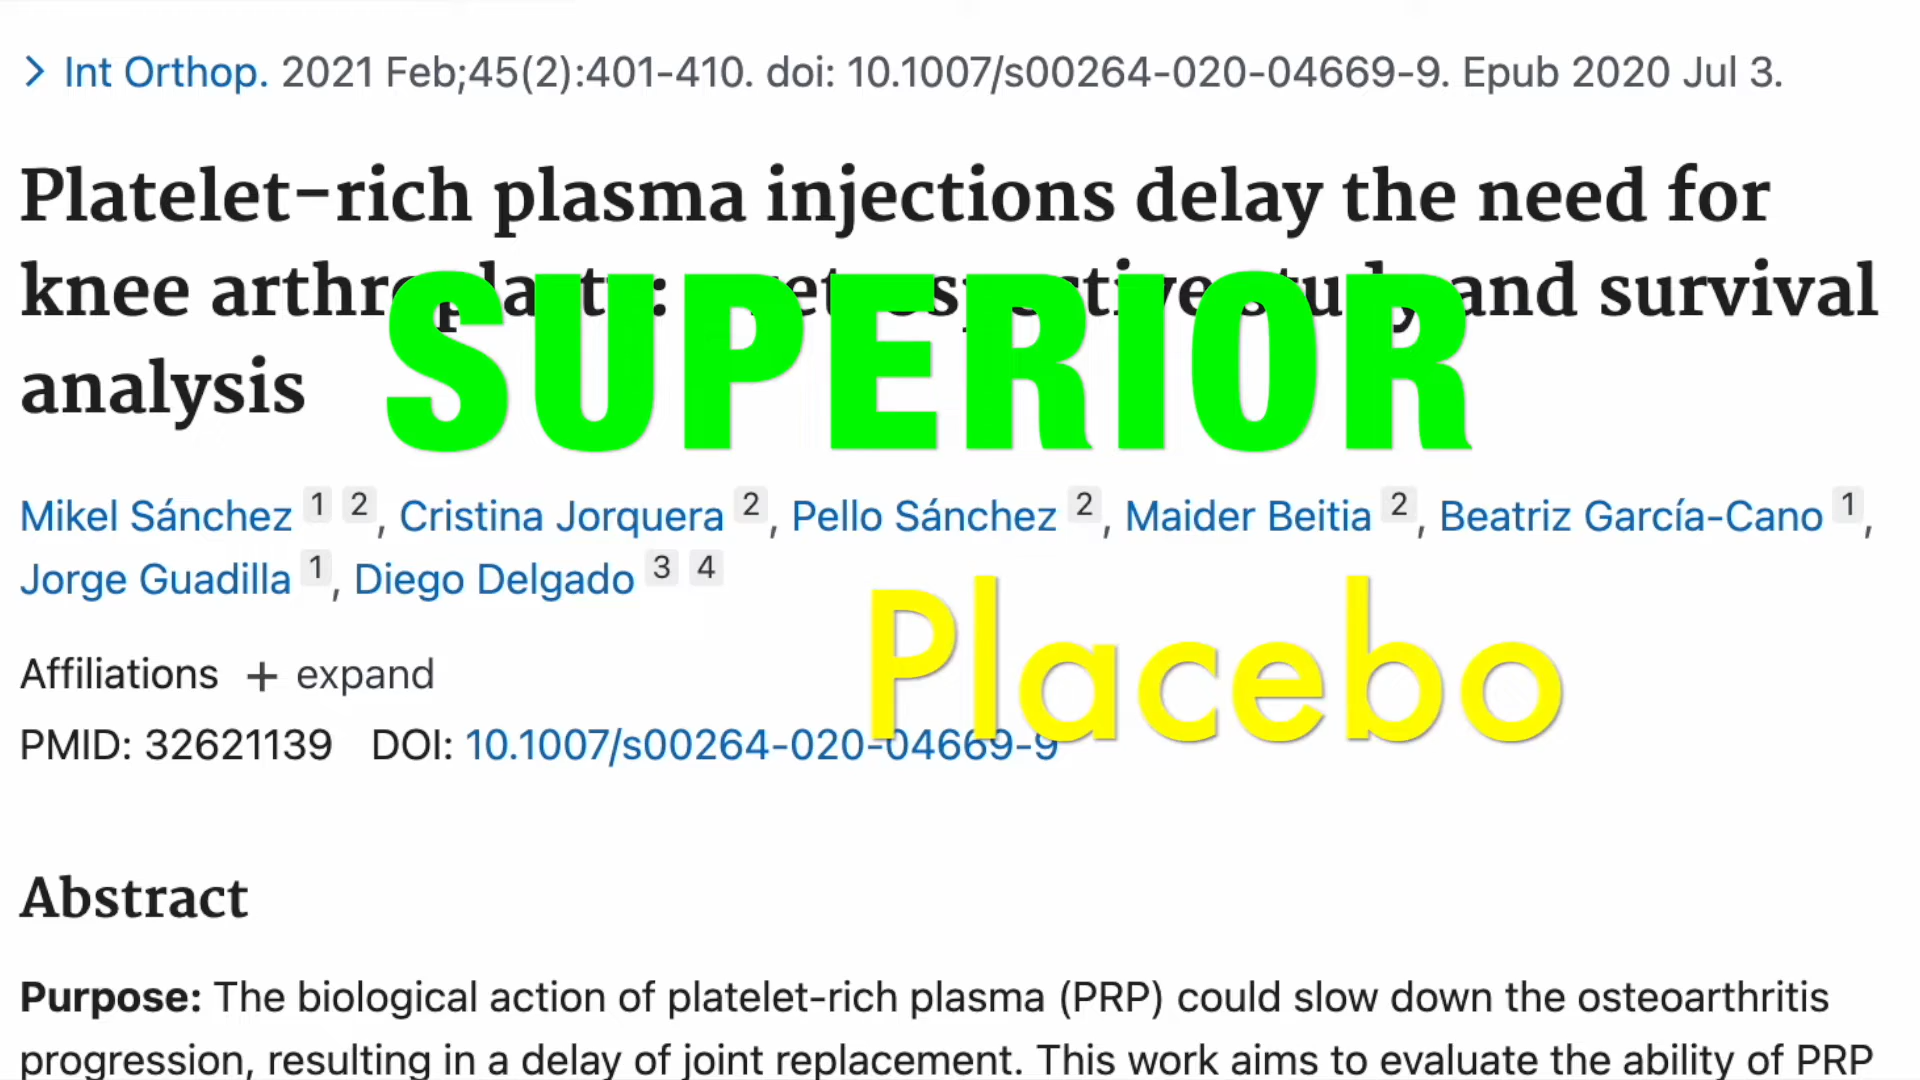 > Int Orthop. 2021 Feb;45(2):401-410. doi: 10.1007/s00264-020-04669-9. Epub 2020 Jul 3.
Platelet-rich plasma injections delay the need for
knee arthroplasty: a retrospective study and survival
analysis
SUPERIOR
Mikel Sánchez 1 2, Cristina Jorquera 2, Pello Sánchez 2, Maider Beitia 2, Beatriz García-Cano 1,
Jorge Guadilla 1, Diego Delgado 3 4
Placebo
Affiliations + expand
PMID: 32621139 DOI: 10.1007/s00264-020-04669-9
Abstract
Purpose: The biological action of platelet-rich plasma (PRP) could slow down the osteoarthritis
progression, resulting in a delay of joint replacement. This work aims to evaluate the ability of PRP